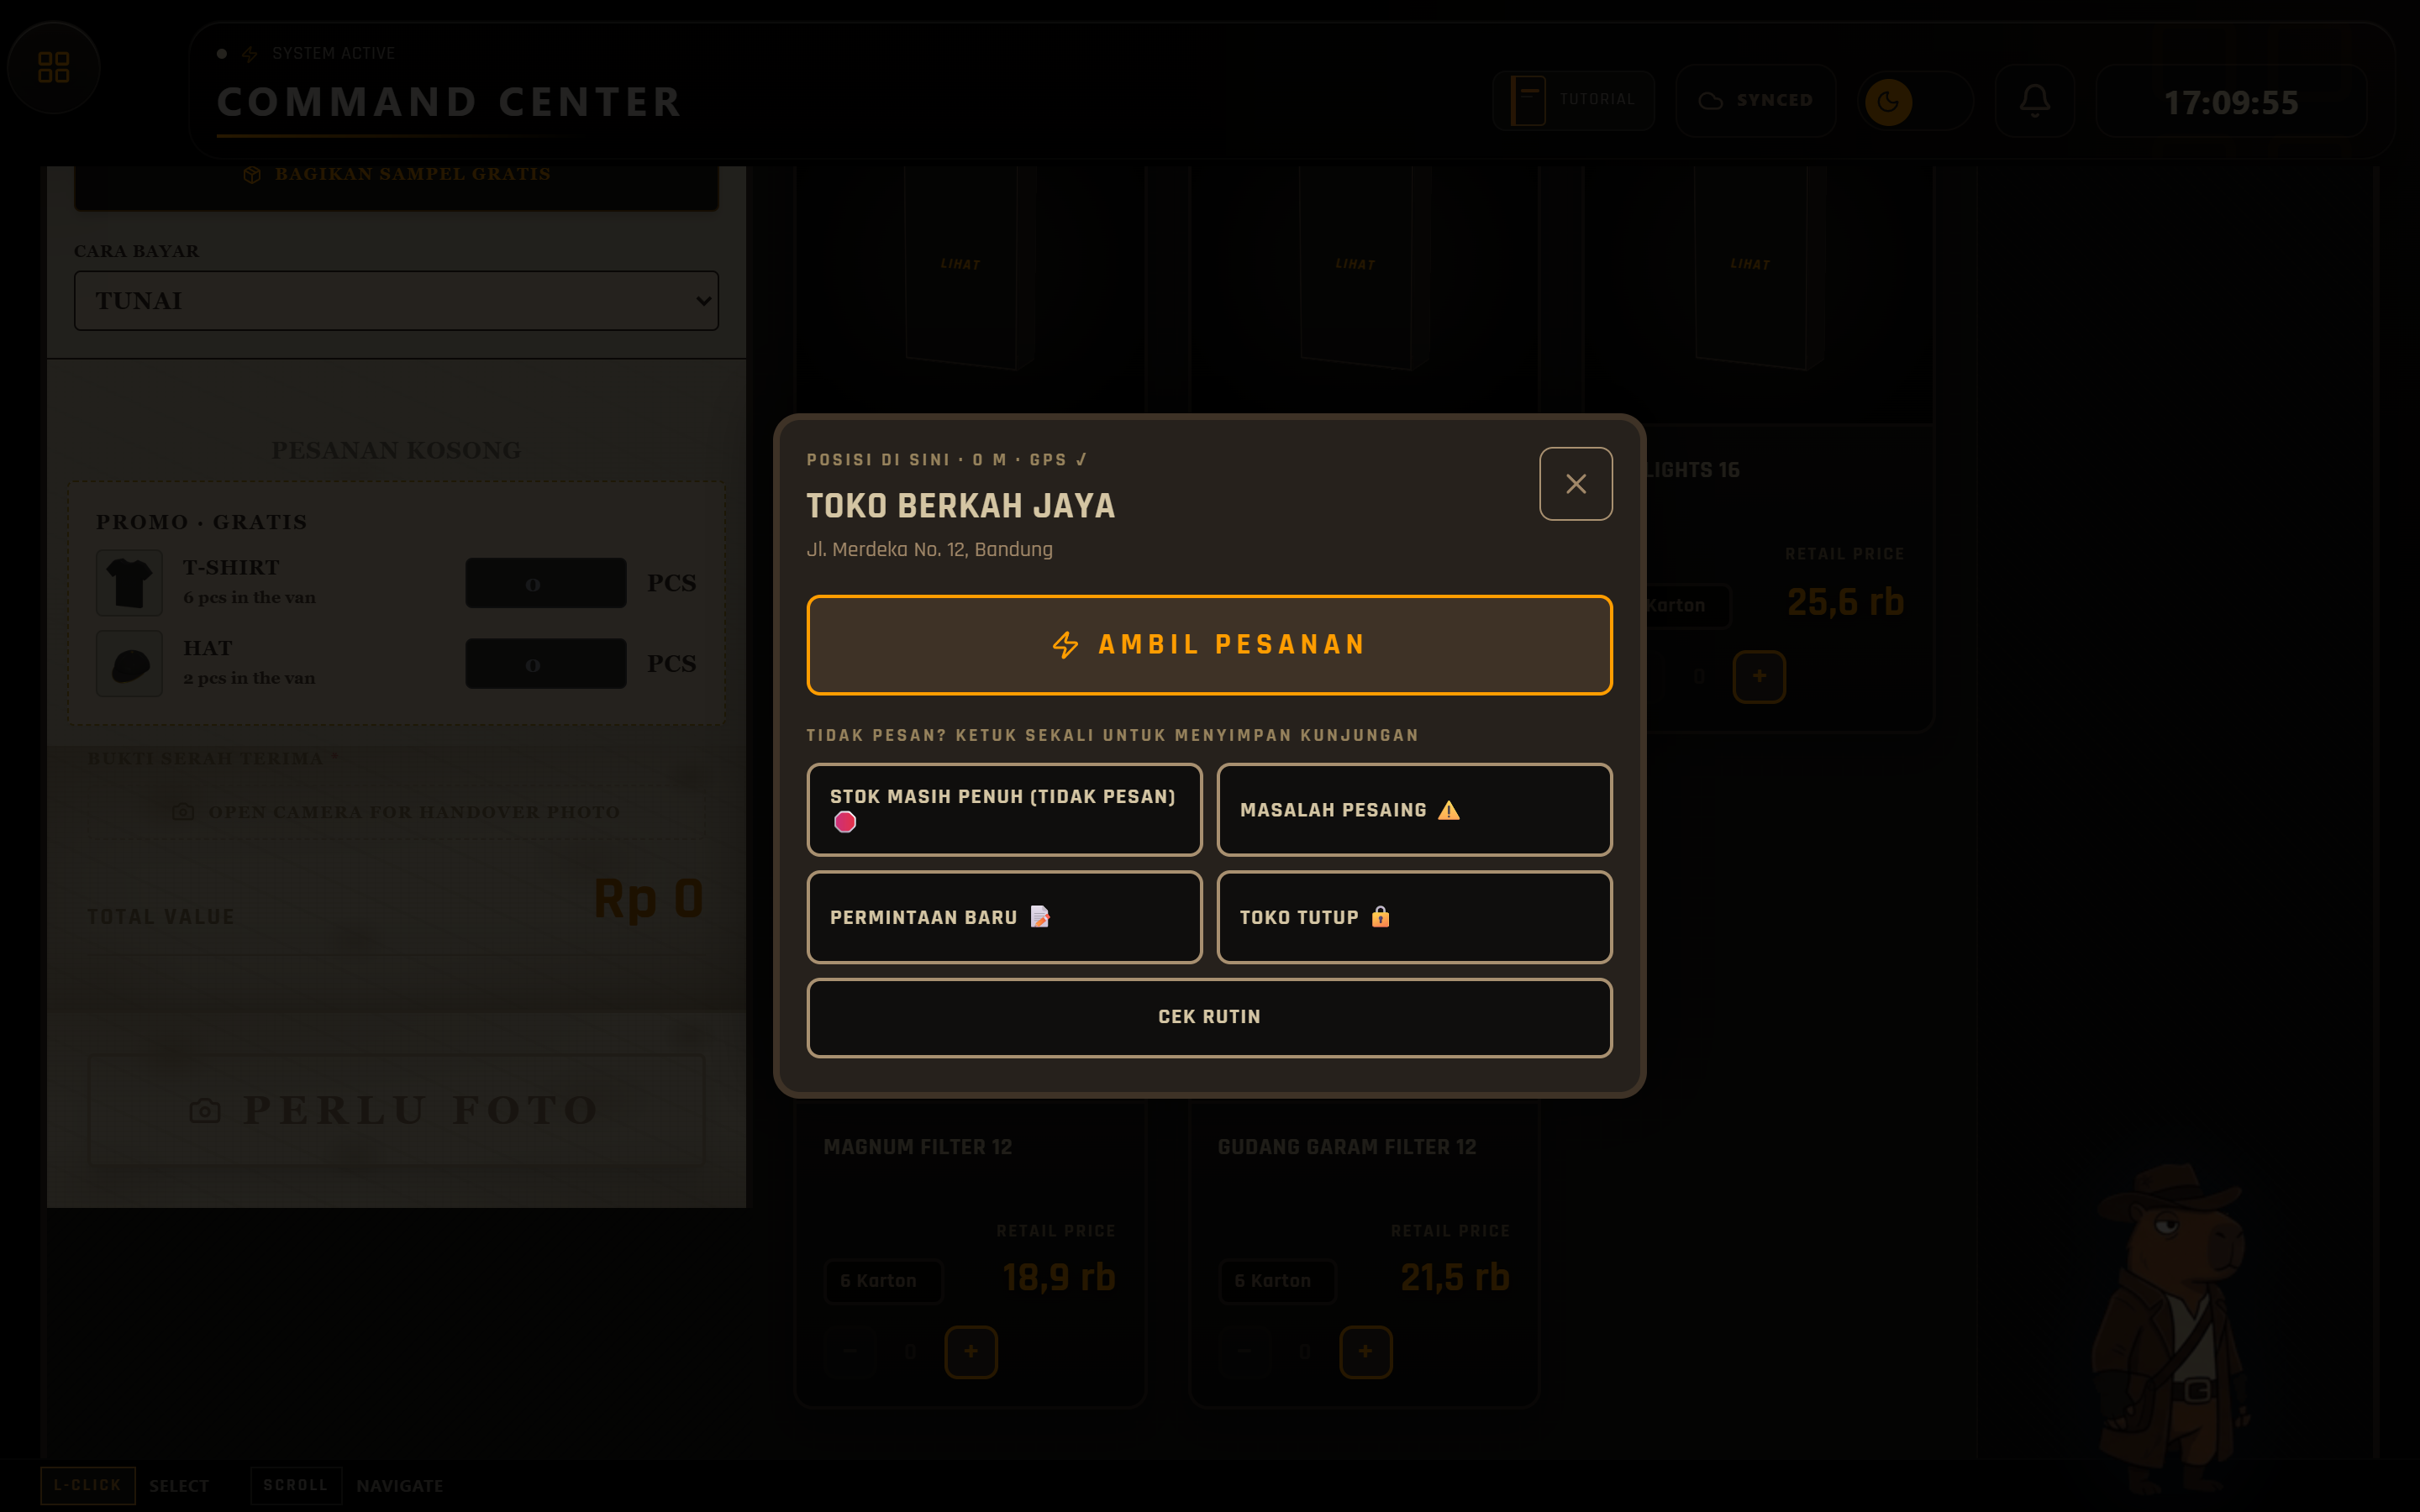 SYSTEM ACTIVE
COMMAND CENTER
TUTORIAL
SYNCED
17:09:55
BAGIKAN SAMPEL GRATIS
CARA BAYAR
TUNAI
PESANAN KOSONG
PROMO · GRATIS
T-SHIRT
6 pcs in the van
0
PCS
HAT
2 pcs in the van
0
PCS
BUKTI SERAH TERIMA *
OPEN CAMERA FOR HANDOVER PHOTO
TOTAL VALUE
Rp 0
PERLU FOTO
LIHAT
LIHAT
LIHAT
POSISI DI SINI · 0 M · GPS ✓
TOKO BERKAH JAYA
Jl. Merdeka No. 12, Bandung
AMBIL PESANAN
TIDAK PESAN? KETUK SEKALI UNTUK MENYIMPAN KUNJUNGAN
STOK MASIH PENUH (TIDAK PESAN) 🛑
MASALAH PESAING ⚠️
PERMINTAAN BARU 📝
TOKO TUTUP 🔒
CEK RUTIN
LIGHTS 16
RETAIL PRICE
Karton
25,6 rb
0
+
MAGNUM FILTER 12
RETAIL PRICE
6 Karton
18,9 rb
−
0
+
GUDANG GARAM FILTER 12
RETAIL PRICE
6 Karton
21,5 rb
−
0
+
L-CLICK
SELECT
SCROLL
NAVIGATE